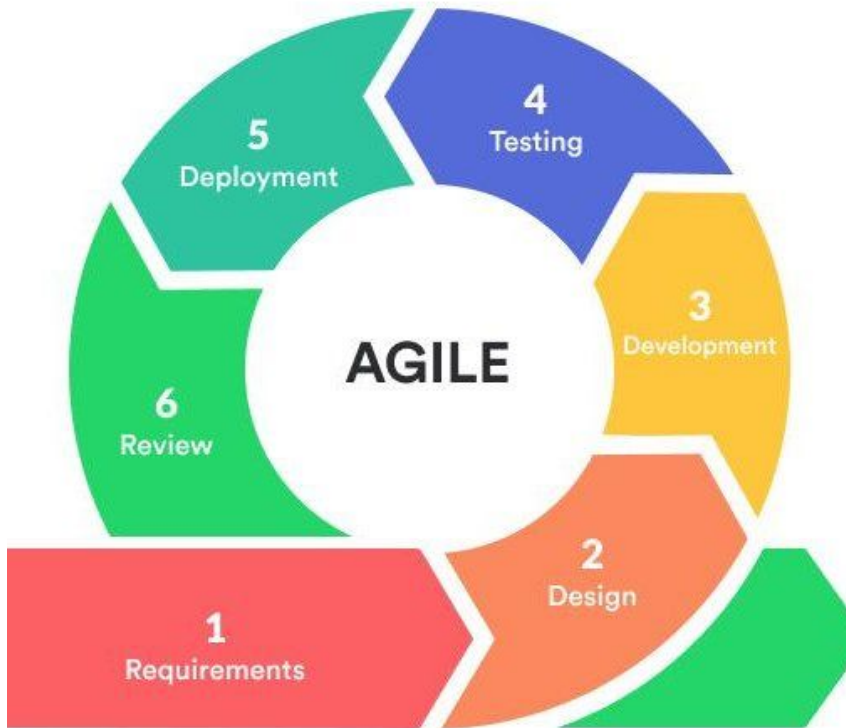 4
Testing
5
Deployment
3
Development
AGILE
6
Review
2
Design
1
Requirements